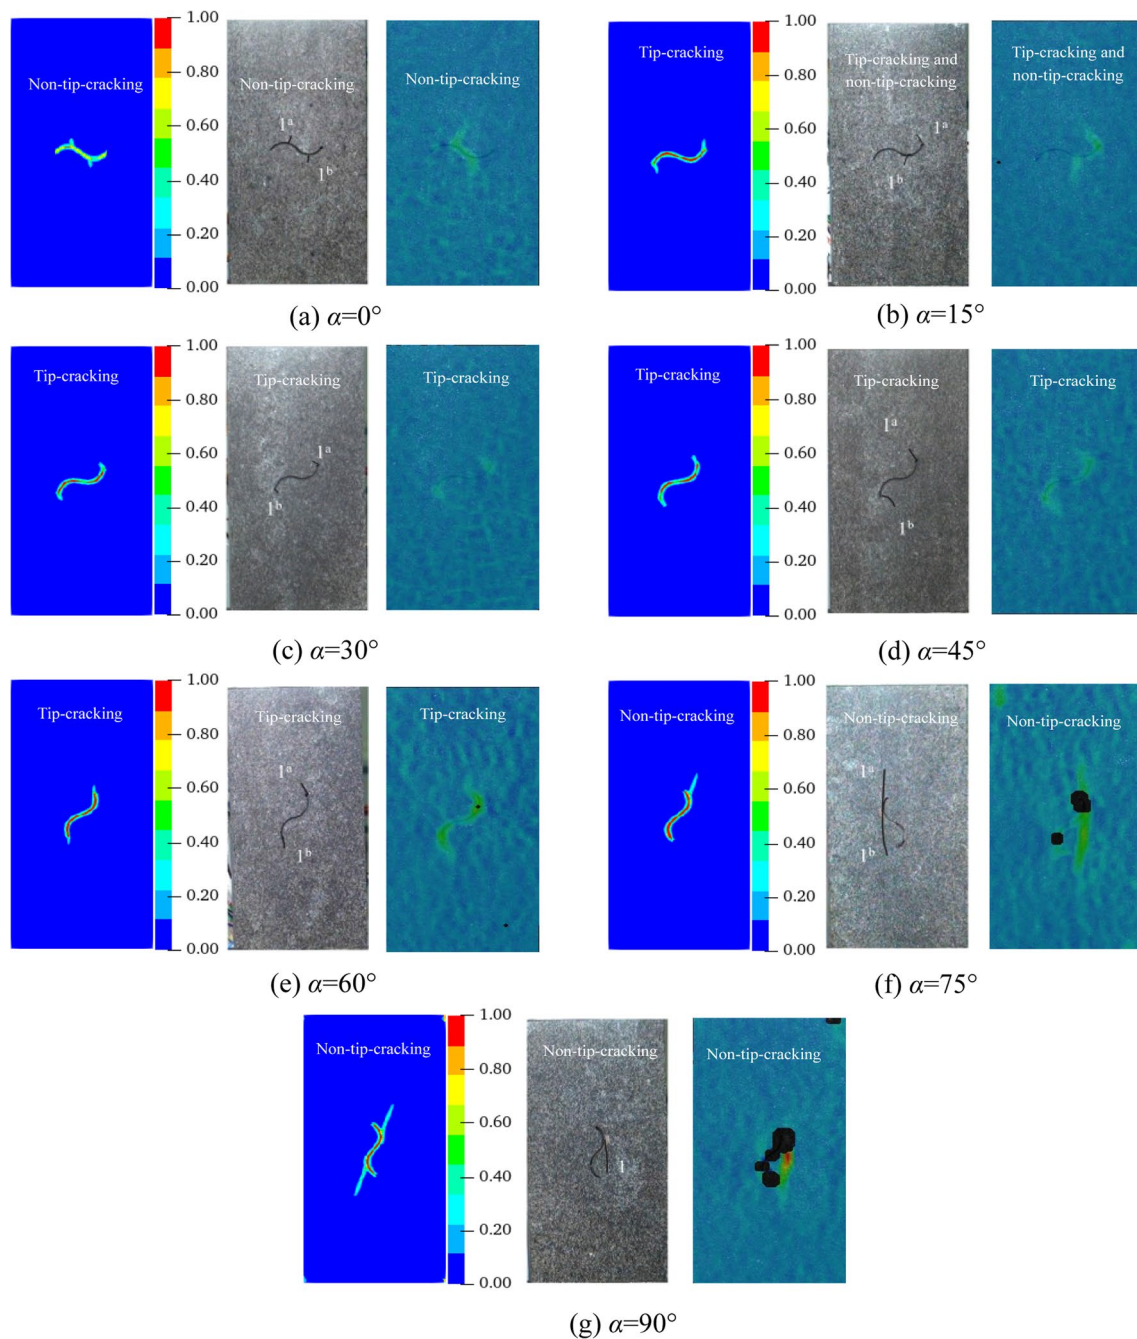 1.00
0.80
0.60
0.40
0.20
0.00
Non-tip-cracking
Non-tip-cracking
1a
1b
Non-tip-cracking
(a) α=0°
Tip-cracking
1.00
0.80
0.60
0.40
0.20
0.00
Tip-cracking and
non-tip-cracking
1a
1b
Tip-cracking and
non-tip-cracking
(b) α=15°
Tip-cracking
1.00
0.80
0.60
0.40
0.20
0.00
Tip-cracking
1a
1b
Tip-cracking
(c) α=30°
Tip-cracking
1.00
0.80
0.60
0.40
0.20
0.00
Tip-cracking
1a
1b
Tip-cracking
(d) α=45°
Tip-cracking
1.00
0.80
0.60
0.40
0.20
0.00
Tip-cracking
1a
1b
Tip-cracking
(e) α=60°
Non-tip-cracking
1.00
0.80
0.60
0.40
0.20
0.00
Non-tip-cracking
1a
1b
Non-tip-cracking
(f) α=75°
Non-tip-cracking
1.00
0.80
0.60
0.40
0.20
0.00
Non-tip-cracking
1
Non-tip-cracking
(g) α=90°